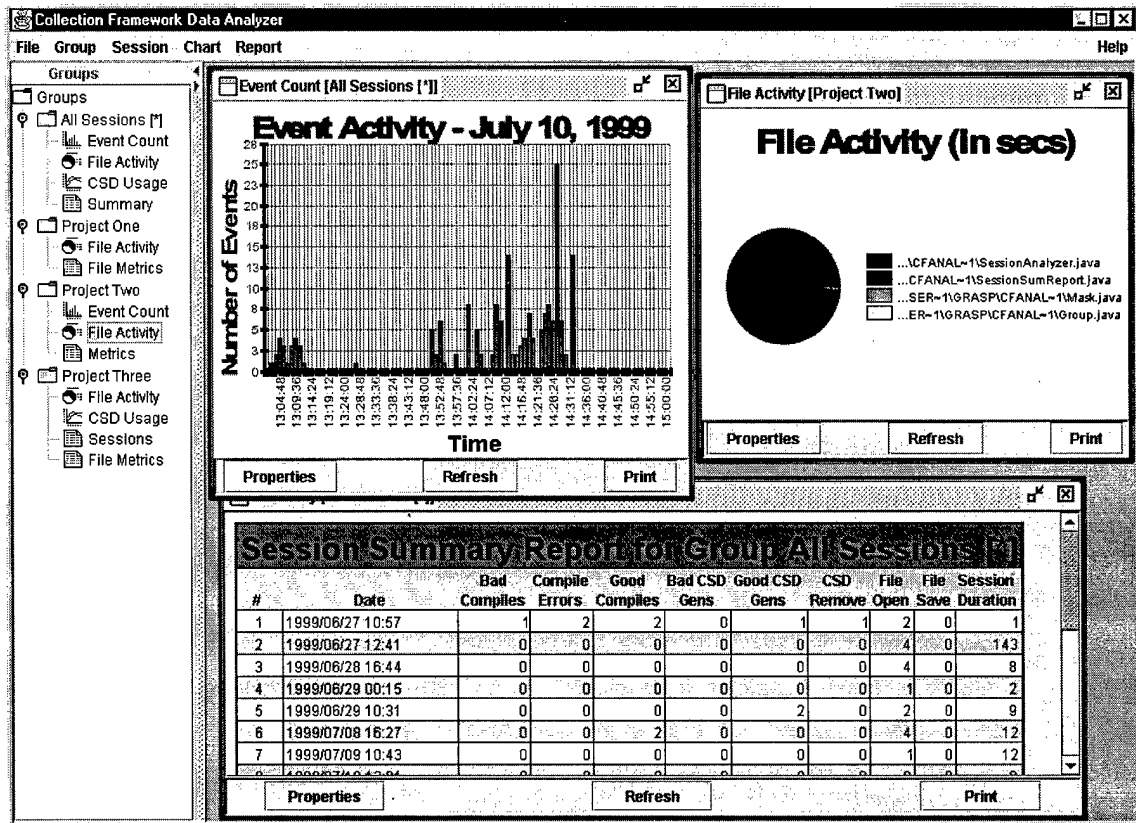 Collection Framework Data Analyzer
File Group Session Chart Report Help
Groups
Groups
All Sessions [*]
Event Count
File Activity
CSD Usage
Summary
Project One
File Activity
File Metrics
Project Two
Event Count
File Activity
Metrics
Project Three
File Activity
CSD Usage
Sessions
File Metrics
Event Count [All Sessions [*]]
Event Activity - July 10, 1999
Number of Events
28
25
23
20
18
15
13
10
8
5
3
0
13:04:48
13:09:36
13:14:24
13:19:12
13:24:00
13:28:48
13:33:36
13:38:24
13:43:12
13:48:00
13:52:48
13:57:36
14:02:24
14:07:12
14:12:00
14:16:48
14:21:36
14:26:24
14:31:12
14:36:00
14:40:48
14:45:36
14:50:24
14:55:12
15:00:00
Time
Properties Refresh Print
File Activity [Project Two]
File Activity (In secs)
...\CFANAL~1\SessionAnalyzer.java
...CFANAL~1\SessionSumReport.java
...SER~1\GRASP\CFANAL~1\Mask.java
...ER~1\GRASP\CFANAL~1\Group.java
Properties Refresh Print
Session Summary Report for Group All Sessions [*]
# Date Bad Compiles Compile Errors Good Compiles Bad CSD Gens Good CSD Gens CSD Remove File Open File Save Session Duration
1 1999/06/27 10:57 1 2 2 0 1 1 2 0 1
2 1999/06/27 12:41 0 0 0 0 0 0 4 0 143
3 1999/06/28 16:44 0 0 0 0 0 0 4 0 8
4 1999/06/29 00:15 0 0 0 0 0 0 1 0 2
5 1999/06/29 10:31 0 0 0 0 2 0 2 0 9
6 1999/07/08 16:27 0 0 2 0 0 0 4 0 12
7 1999/07/09 10:43 0 0 0 0 0 0 1 0 12
Properties Refresh Print